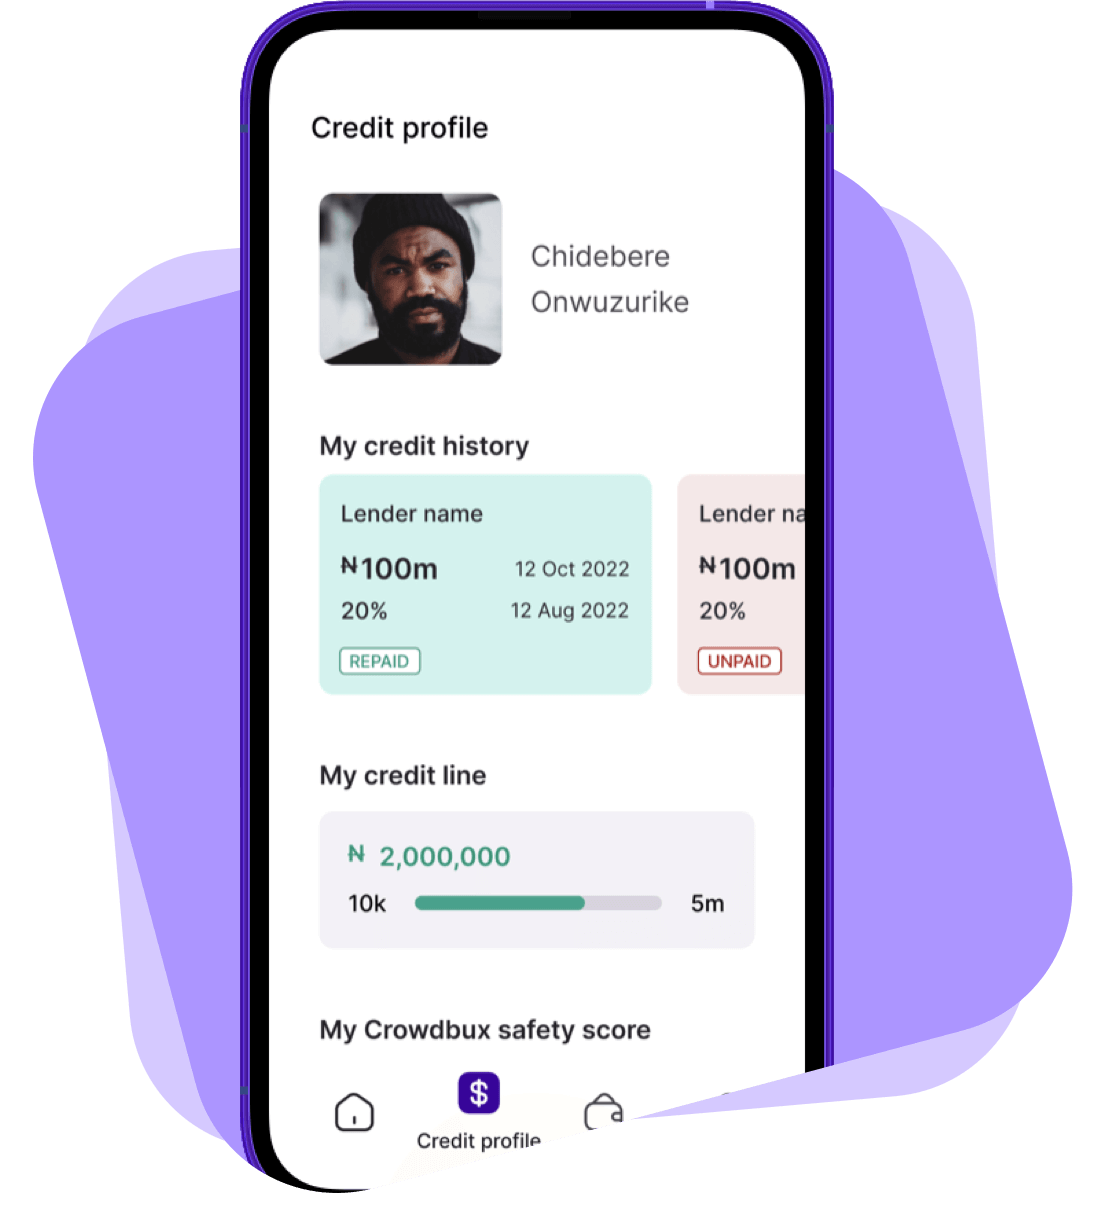 Credit profile
Chidebere
Onwuzurike
My credit history
Lender name
₦100m 12 Oct 2022
20% 12 Aug 2022
REPAID
Lender na
₦100m
20%
UNPAID
My credit line
₦ 2,000,000
10k 5m
My Crowdbux safety score
$
Credit profile